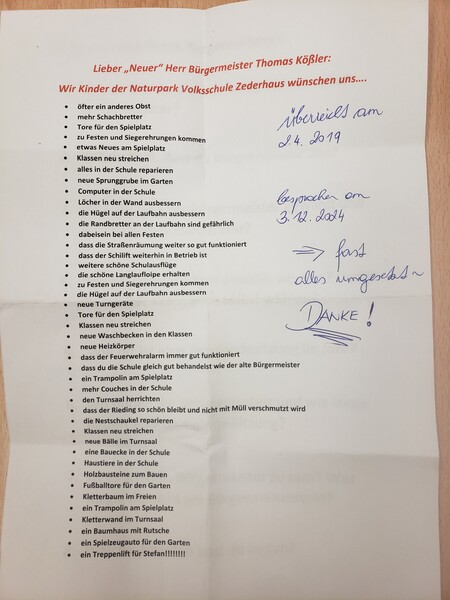 Lieber „Neuer“ Herr Bürgermeister Thomas Kößler:
Wir Kinder der Naturpark Volksschule Zederhaus wünschen uns....
• öfter ein anderes Obst
• mehr Schachbretter
• Tore für den Spielplatz
• zu Festen und Siegerehrungen kommen
• etwas Neues am Spielplatz
• Klassen neu streichen
• alles in der Schule reparieren
• neue Sprunggrube im Garten
• Computer in der Schule
• Löcher in der Wand ausbessern
• die Hügel auf der Laufbahn ausbessern
• die Randbretter an der Laufbahn sind gefährlich
• dabeisein bei allen Festen
• dass die Straßenräumung weiter so gut funktioniert
• dass der Schilift weiterhin in Betrieb ist
• weitere schöne Schulausflüge
• die schöne Langlaufloipe erhalten
• zu Festen und Siegerehrungen kommen
• die Hügel auf der Laufbahn ausbessern
• neue Turngeräte
• Tore für den Spielplatz
• Klassen neu streichen
• neue Waschbecken in den Klassen
• neue Heizkörper
• dass der Feuerwehralarm immer gut funktioniert
• dass du die Schule gleich gut behandelst wie der alte Bürgermeister
• ein Trampolin am Spielplatz
• mehr Couches in der Schule
• den Turnsaal herrichten
• dass der Rieding so schön bleibt und nicht mit Müll verschmutzt wird
• die Nestschaukel reparieren
• Klassen neu streichen
• neue Bälle im Turnsaal
• eine Bauecke in der Schule
• Haustiere in der Schule
• Holzbausteine zum Bauen
• Fußballtore für den Garten
• Kletterbaum im Freien
• ein Trampolin am Spielplatz
• Kletterwand im Turnsaal
• ein Baumhaus mit Rutsche
• ein Spielzeugauto für den Garten
• ein Treppenlift für Stefan!!!!!!!!
Überreicht am
2.4.2019
besprochen am
3.12.2024
⇒ fast
alles umgesetzt
DANKE!